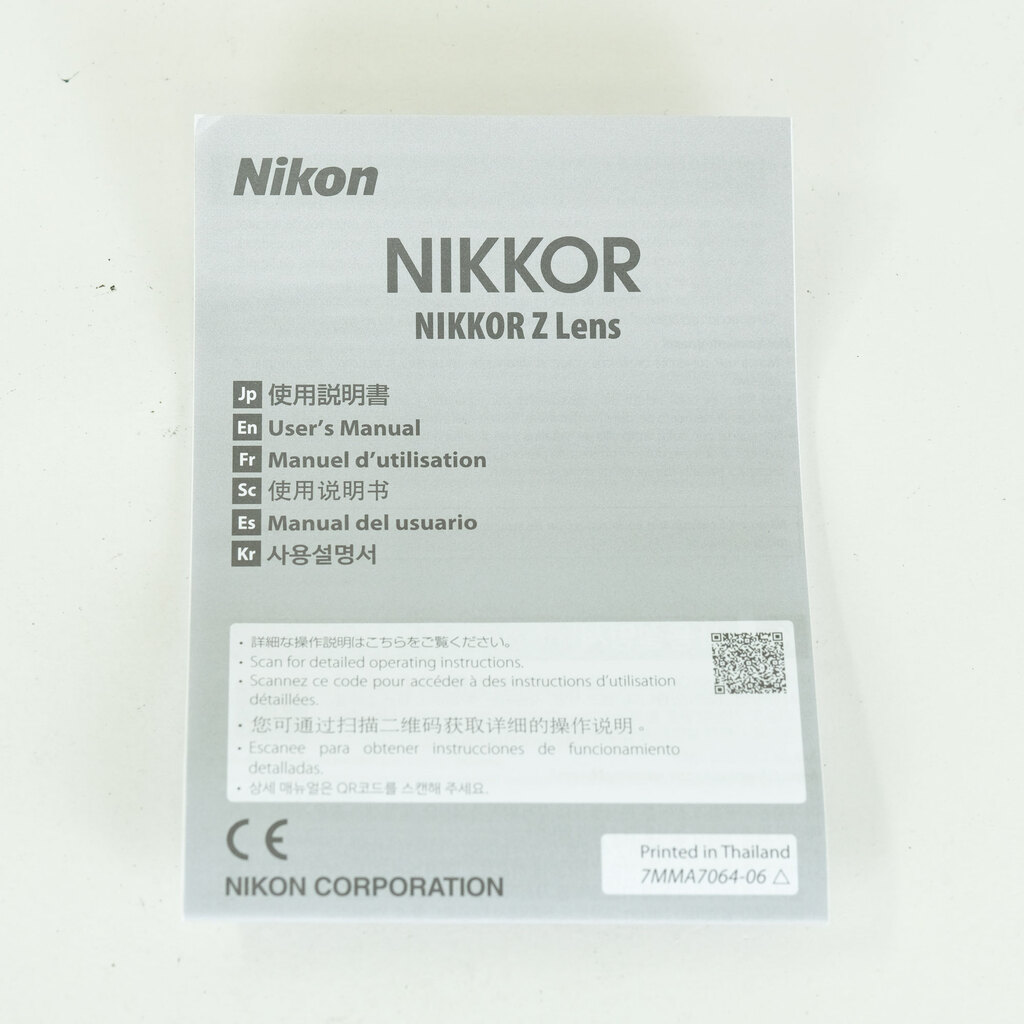 Nikon
NIKKOR
NIKKOR Z Lens
Jp 使用説明書
En User's Manual
Fr Manuel d'utilisation
Sc 使用说明书
Es Manual del usuario
Kr 사용설명서
・詳細な操作説明はこちらをご覧ください。
・Scan for detailed operating instructions.
・Scannez ce code pour accéder à des instructions d'utilisation
détaillées.
・您可通过扫描二维码获取详细的操作说明。
・Escanee para obtener instrucciones de funcionamiento
detalladas.
・상세 매뉴얼은 QR코드를 스캔해 주세요.
CE
NIKON CORPORATION
Printed in Thailand
7MMA7064-06 △